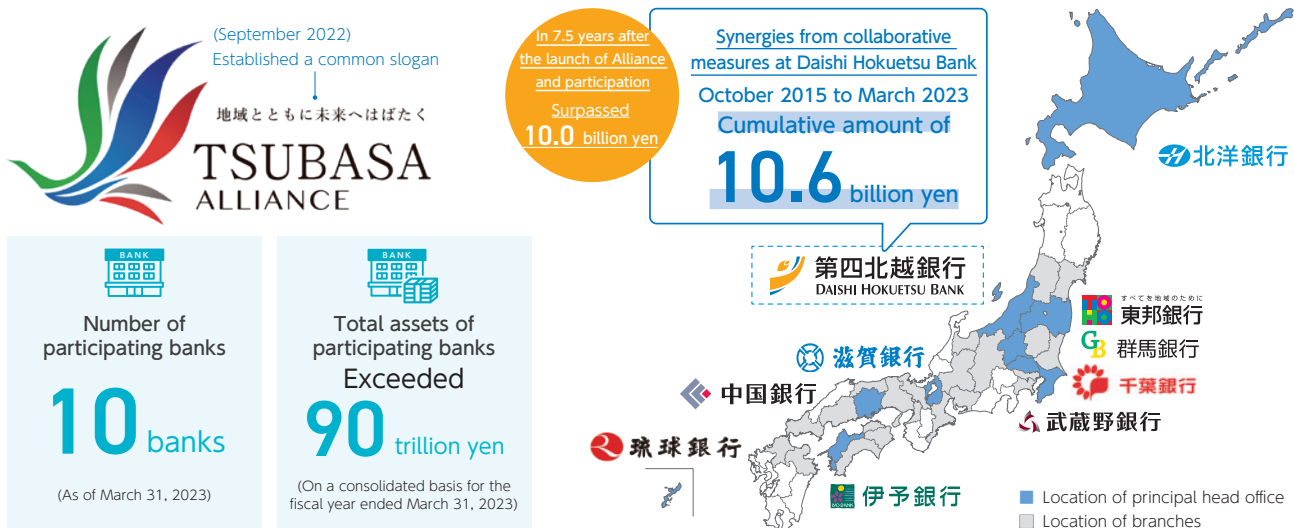 (September 2022)
Established a common slogan
地域とともに未来へはばたく
TSUBASA
ALLIANCE
BANK
Number of
participating banks
10 banks
(As of March 31, 2023)
BANK
Total assets of
participating banks
Exceeded
90 trillion yen
(On a consolidated basis for the
fiscal year ended March 31, 2023)
In 7.5 years after
the launch of Alliance
and participation
Surpassed
10.0 billion yen
Synergies from collaborative
measures at Daishi Hokuetsu Bank
October 2015 to March 2023
Cumulative amount of
10.6 billion yen
第四北越銀行
DAISHI HOKUETSU BANK
北洋銀行
すべてを地域のために
TOHO
東邦銀行
GB 群馬銀行
千葉銀行
武蔵野銀行
滋賀銀行
中国銀行
琉球銀行
IYO BANK
伊予銀行
Location of principal head office
Location of branches